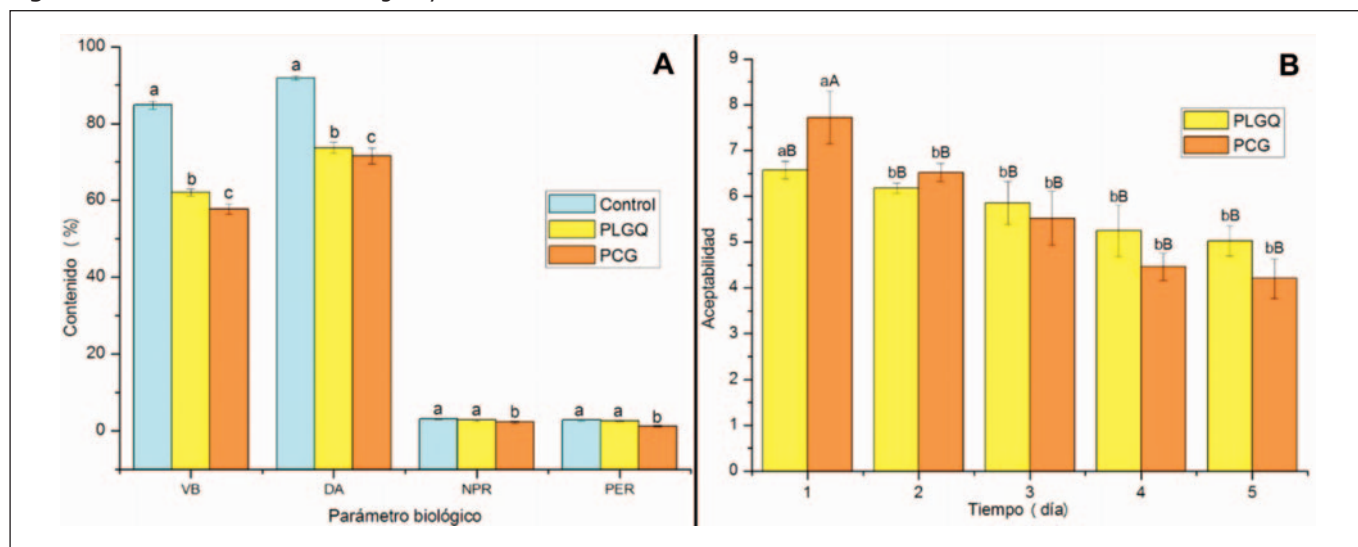 A
100
80
60
40
20
0
Contenido (%)
a
b
c
a
b
c
a
a
b
a
a
b
Control
PLGQ
PCG
VB
DA
NPR
PER
Parámetro biológico
B
9
8
7
6
5
4
3
2
1
0
Aceptabilidad
aB
aA
bB
bB
bB
bB
bB
bB
bB
bB
PLGQ
PCG
1
2
3
4
5
Tiempo (día)